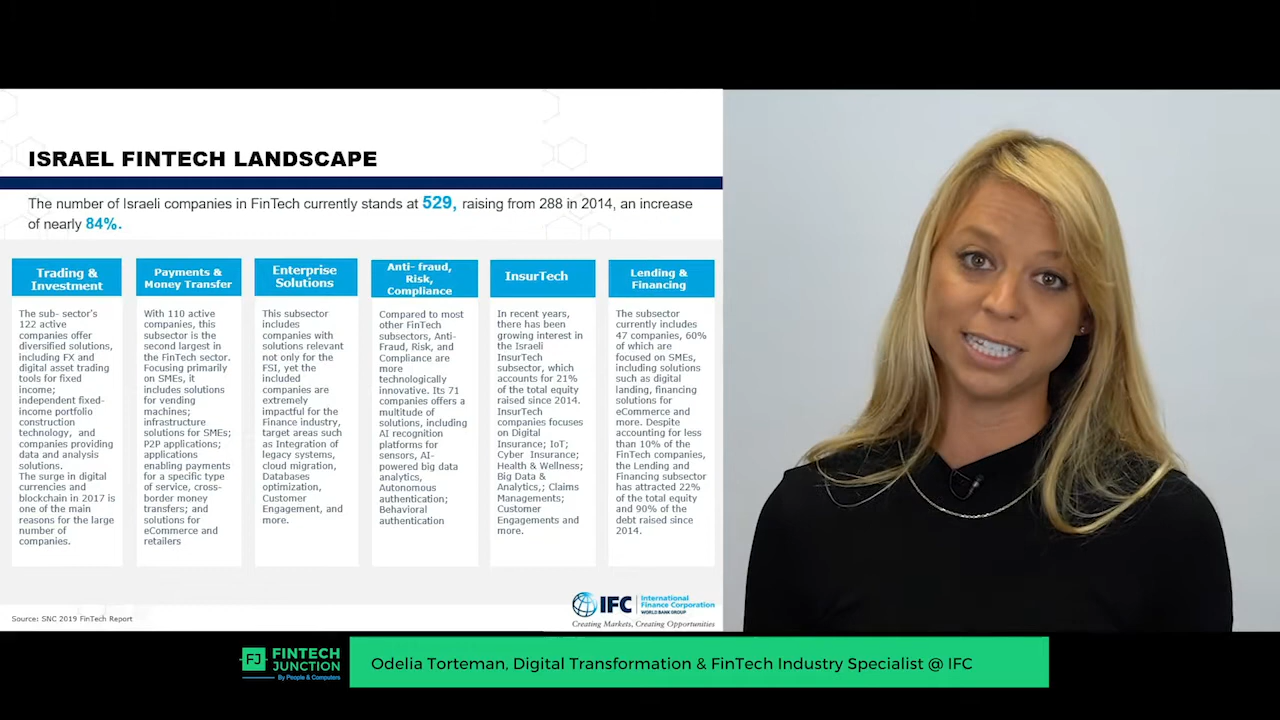 ISRAEL FINTECH LANDSCAPE
The number of Israeli companies in FinTech currently stands at 529, raising from 288 in 2014, an increase
of nearly 84%.
Trading &
Investment
The sub- sector's
122 active
companies offer
diversified solutions,
including FX and
digital asset trading
tools for fixed
income;
independent fixed-
income portfolio
construction
technology, and
companies providing
data and analysis
solutions.
The surge in digital
currencies and
blockchain in 2017 is
one of the main
reasons for the large
number of
companies.
Payments &
Money Transfer
With 110 active
companies, this
subsector is the
second largest in
the FinTech sector.
Focusing primarily
on SMEs, it
includes solutions
for vending
machines;
infrastructure
solutions for SMEs;
P2P applications;
applications
enabling payments
for a specific type
of service, cross-
border money
transfers; and
solutions for
eCommerce and
retailers
Enterprise
Solutions
This subsector
includes
companies with
solutions relevant
not only for the
FSI, yet the
included
companies are
extremely
impactful for the
Finance industry,
target areas such
as Integration of
legacy systems,
cloud migration,
Databases
optimization,
Customer
Engagement, and
more.
Anti- fraud,
Risk,
Compliance
Compared to most
other FinTech
subsectors, Anti-
Fraud, Risk, and
Compliance are
more
technologically
innovative. Its 71
companies offers a
multitude of
solutions, including
AI recognition
platforms for
sensors, AI-
powered big data
analytics,
Autonomous
authentication;
Behavioral
authentication
InsurTech
In recent years,
there has been
growing interest in
the Israeli
InsurTech
subsector, which
accounts for 21%
of the total equity
raised since 2014.
InsurTech
companies focuses
on Digital
Insurance; IoT;
Cyber Insurance;
Health & Wellness;
Big Data &
Analytics,; Claims
Managements;
Customer
Engagements and
more.
Lending &
Financing
The subsector
currently includes
47 companies, 60%
of which are
focused on SMEs,
including solutions
such as digital
landing, financing
solutions for
eCommerce and
more. Despite
accounting for less
than 10% of the
FinTech companies,
the Lending and
Financing subsector
has attracted 22%
of the total equity
and 90% of the
debt raised since
2014.
Source: SNC 2019 FinTech Report
IFC
International
Finance Corporation
WORLD BANK GROUP
Creating Markets, Creating Opportunities
FJ
FINTECH
JUNCTION
By People & Computers
Odelia Torteman, Digital Transformation & FinTech Industry Specialist @ IFC